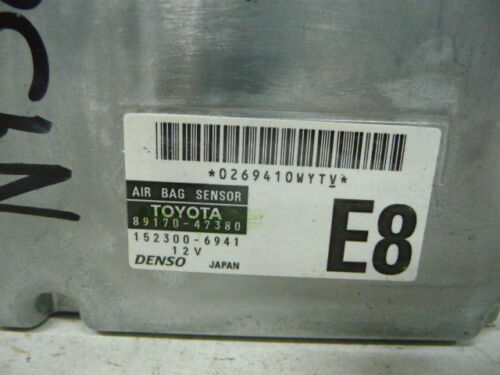 *0269410WYTV*
AIR BAG SENSOR
TOYOTA
89170-47380
152300-6941
12V
DENSO JAPAN
E8